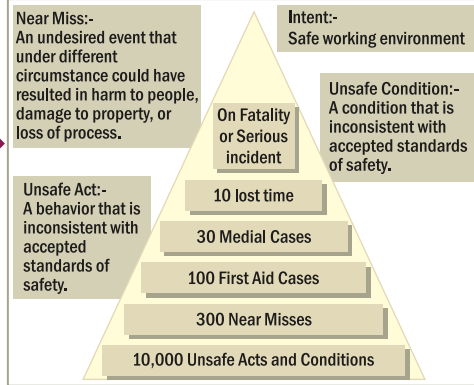 Near Miss:-
An undesired event that
under different
circumstance could have
resulted in harm to people,
damage to property, or
loss of process.
Intent:-
Safe working environment
Unsafe Condition:-
A condition that is
inconsistent with
accepted standards
of safety.
Unsafe Act:-
A behavior that is
inconsistent with
accepted
standards of
safety.
On Fatality
or Serious
incident
10 lost time
30 Medial Cases
100 First Aid Cases
300 Near Misses
10,000 Unsafe Acts and Conditions